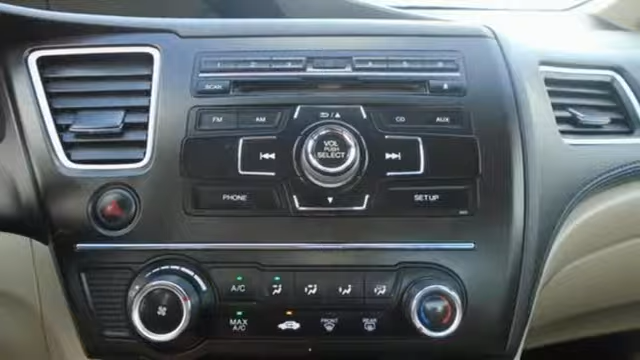 SCAN
FM AM CD AUX
VOL
PUSH
SELECT
PHONE SETUP
A/C
MAX
A/C
FRONT REAR